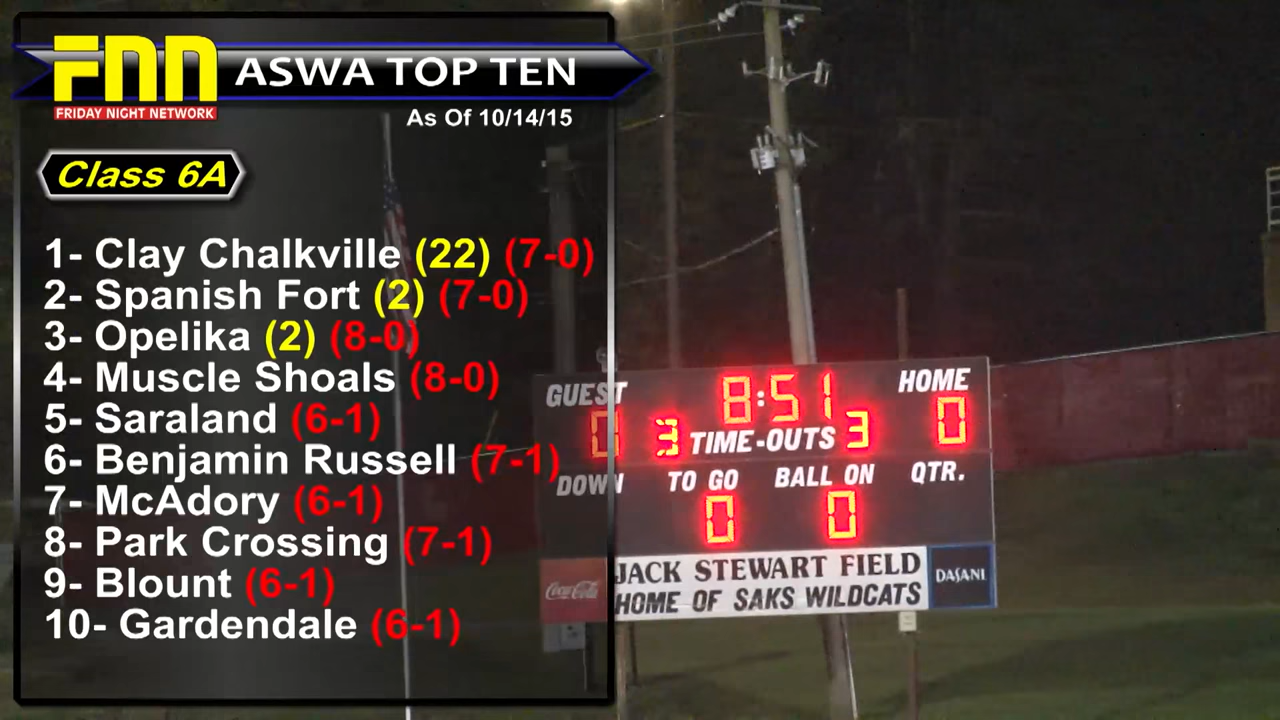 FNN
FRIDAY NIGHT NETWORK
ASWA TOP TEN
As Of 10/14/15
Class 6A
1- Clay Chalkville (22) (7-0)
2- Spanish Fort (2) (7-0)
3- Opelika (2) (8-0)
4- Muscle Shoals (8-0)
5- Saraland (6-1)
6- Benjamin Russell (7-1)
7- McAdory (6-1)
8- Park Crossing (7-1)
9- Blount (6-1)
10- Gardendale (6-1)
GUEST 8:51 HOME
0 3 TIME-OUTS 3 0
DOWN TO GO BALL ON QTR.
0 0
Coca-Cola JACK STEWART FIELD DASANI
HOME OF SAKS WILDCATS